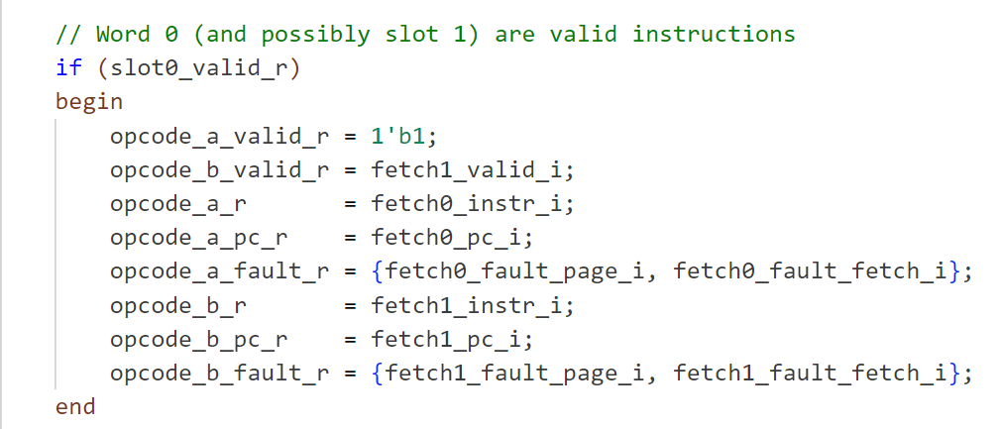 // Word 0 (and possibly slot 1) are valid instructions
if (slot0_valid_r)
begin
    opcode_a_valid_r = 1'b1;
    opcode_b_valid_r = fetch1_valid_i;
    opcode_a_r       = fetch0_instr_i;
    opcode_a_pc_r    = fetch0_pc_i;
    opcode_a_fault_r = {fetch0_fault_page_i, fetch0_fault_fetch_i};
    opcode_b_r       = fetch1_instr_i;
    opcode_b_pc_r    = fetch1_pc_i;
    opcode_b_fault_r = {fetch1_fault_page_i, fetch1_fault_fetch_i};
end